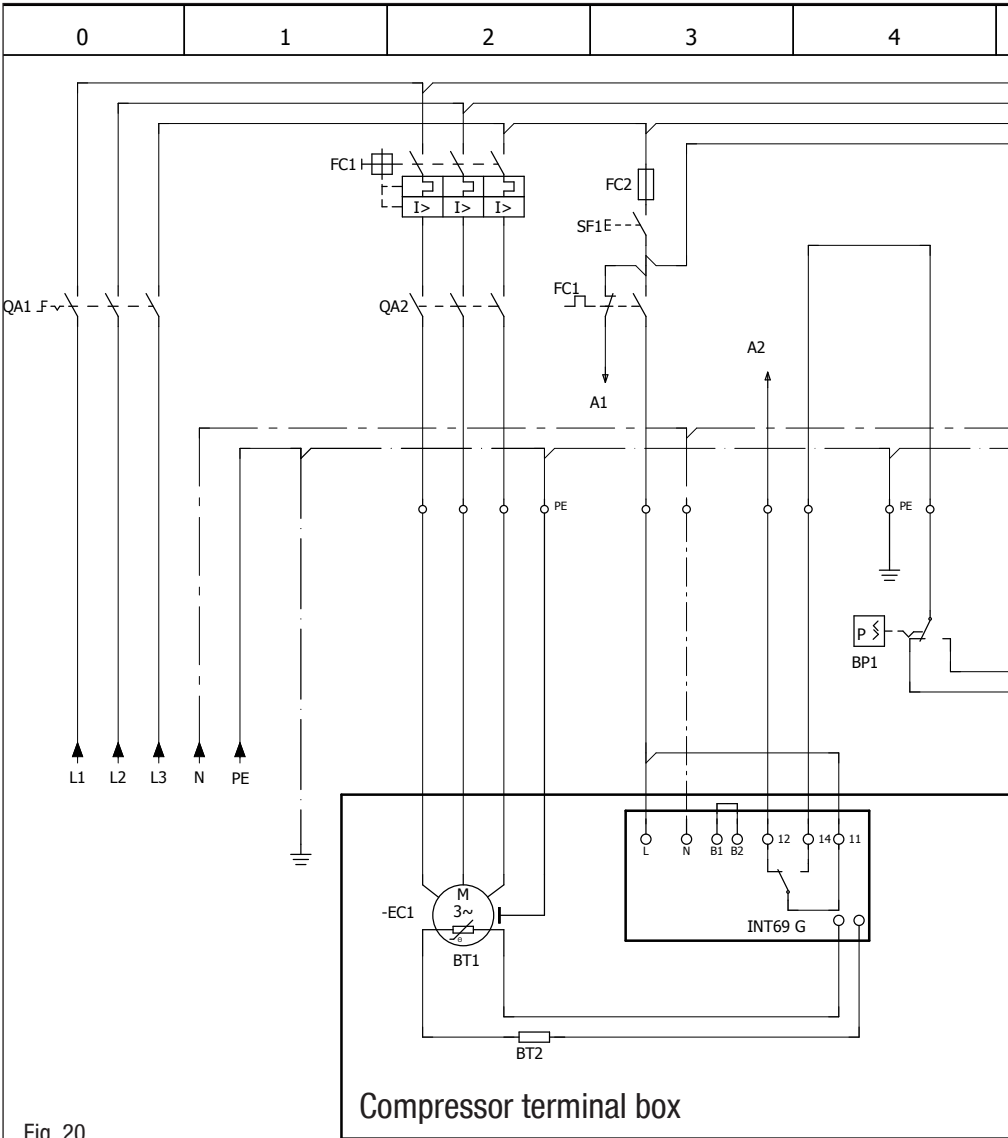 0 1 2 3 4
FC1
I> I> I>
FC2
SF1
QA1
QA2
FC1
A2
A1
PE
PE
P
BP1
L1 L2 L3 N PE
L N B1 B2 12 14 11
M
3~
-EC1
θ
BT1
INT69 G
BT2
Compressor terminal box
Fig. 20